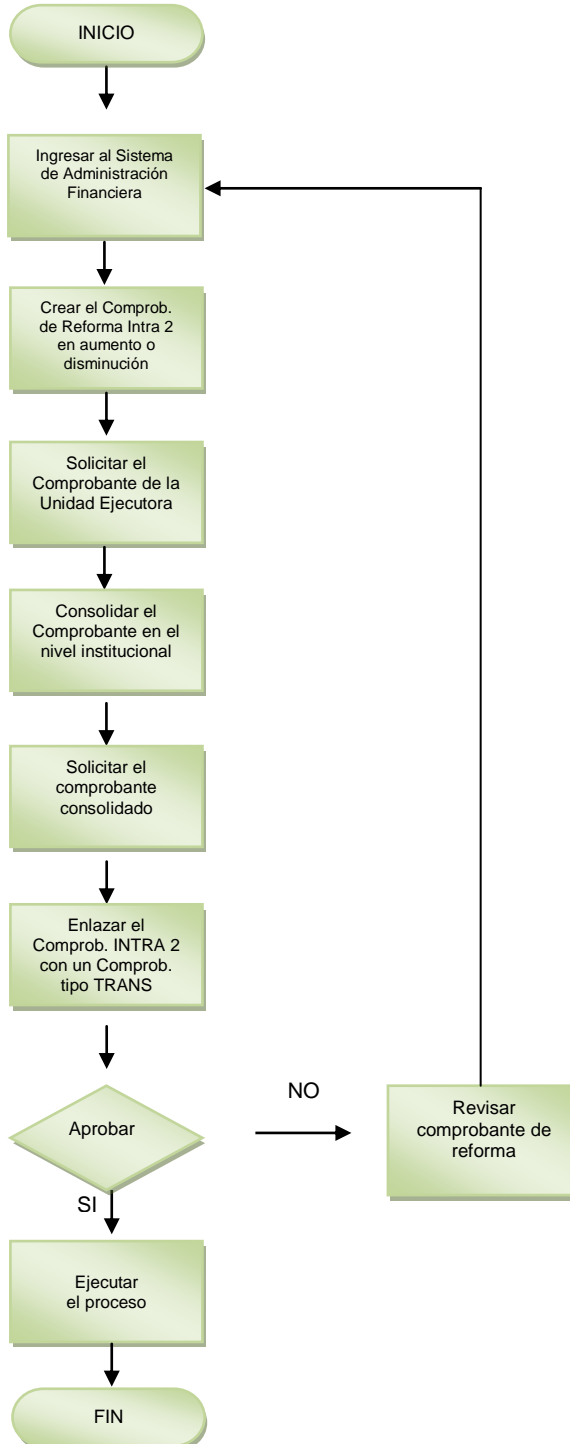 INICIO
Ingresar al Sistema
de Administración
Financiera
Crear el Comprob.
de Reforma Intra 2
en aumento o
disminución
Solicitar el
Comprobante de la
Unidad Ejecutora
Consolidar el
Comprobante en el
nivel institucional
Solicitar el
comprobante
consolidado
Enlazar el
Comprob. INTRA 2
con un Comprob.
tipo TRANS
Aprobar
NO
Revisar
comprobante de
reforma
SI
Ejecutar
el proceso
FIN